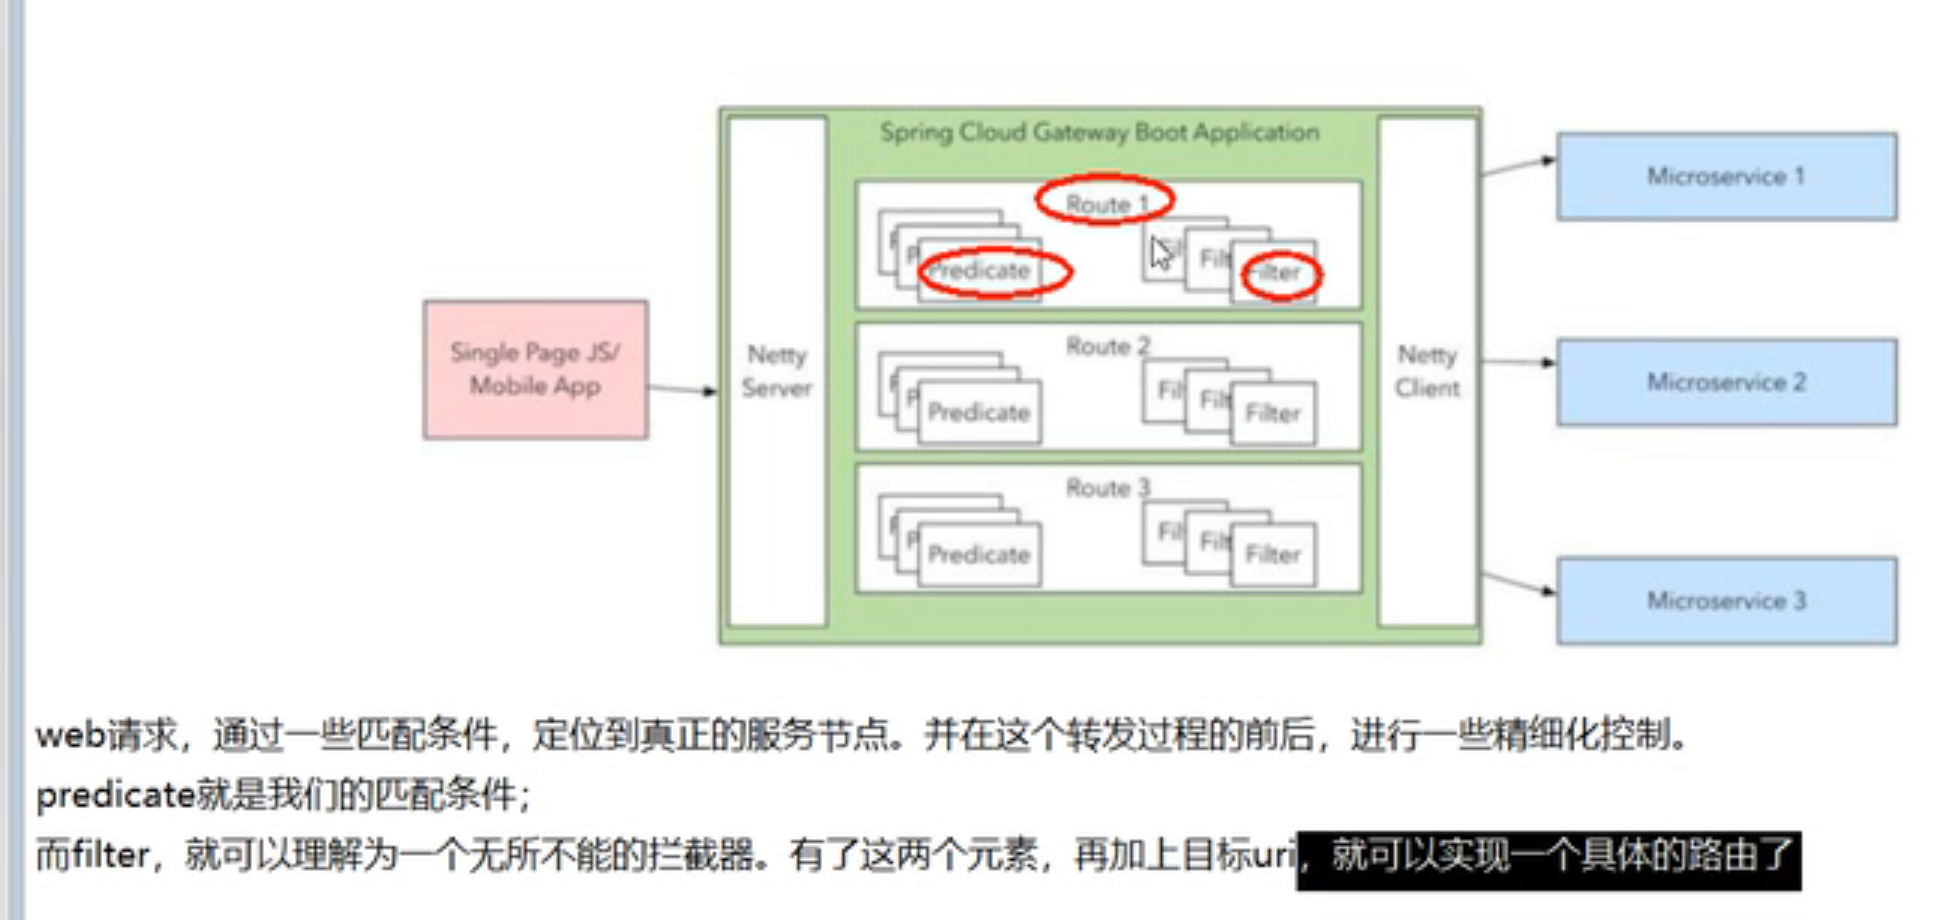 Spring Cloud Gateway Boot Application
Single Page JS/
Mobile App
Netty
Server
Route 1
Predicate
Filter
Route 2
Predicate
Filter
Route 3
Predicate
Filter
Netty
Client
Microservice 1
Microservice 2
Microservice 3
web请求，通过一些匹配条件，定位到真正的服务节点。并在这个转发过程的前后，进行一些精细化控制。
predicate就是我们的匹配条件；
而filter，就可以理解为一个无所不能的拦截器。有了这两个元素，再加上目标uri，就可以实现一个具体的路由了